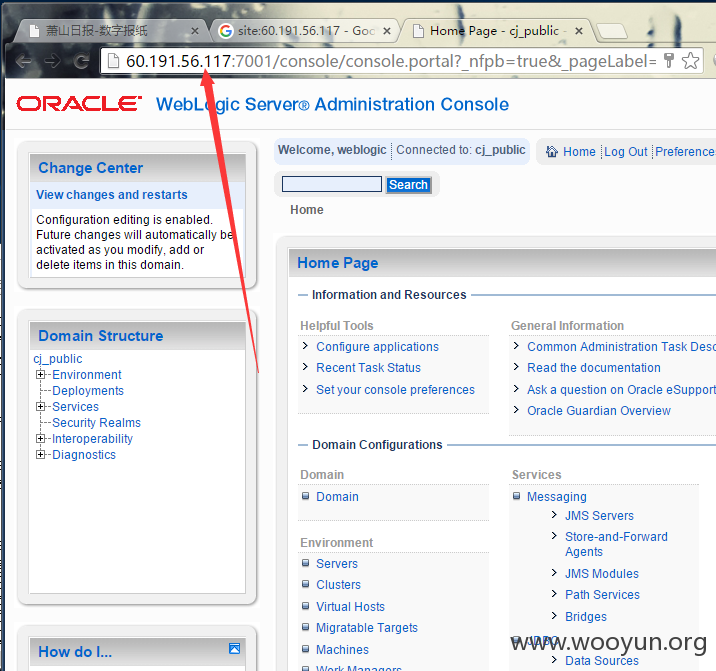 萧山日报-数字报纸
site:60.191.56.117 - Goo
Home Page - cj_public -
60.191.56.117:7001/console/console.portal?_nfpb=true&_pageLabel=
ORACLE WebLogic Server® Administration Console
Change Center
View changes and restarts
Configuration editing is enabled.
Future changes will automatically be
activated as you modify, add or
delete items in this domain.
Domain Structure
cj_public
Environment
Deployments
Services
Security Realms
Interoperability
Diagnostics
How do I...
Welcome, weblogic Connected to: cj_public
Home Log Out Preference
Search
Home
Home Page
Information and Resources
Helpful Tools
Configure applications
Recent Task Status
Set your console preferences
General Information
Common Administration Task Desc
Read the documentation
Ask a question on Oracle eSupport
Oracle Guardian Overview
Domain Configurations
Domain
Domain
Environment
Servers
Clusters
Virtual Hosts
Migratable Targets
Machines
Work Managers
Services
Messaging
JMS Servers
Store-and-Forward
Agents
JMS Modules
Path Services
Bridges
JDBC
Data Sources
www.wooyun.org